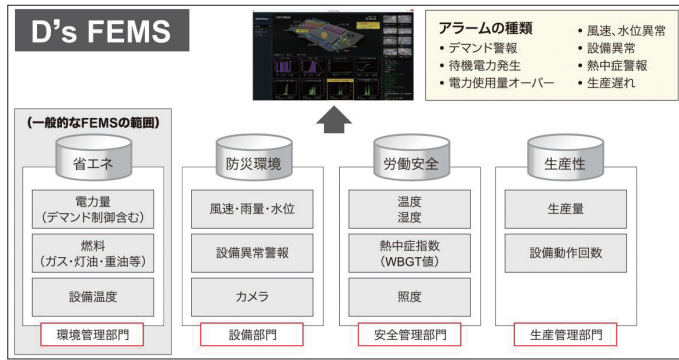 D's FEMS
アラームの種類
• デマンド警報
• 待機電力発生
• 電力使用量オーバー
• 風速、水位異常
• 設備異常
• 熱中症警報
• 生産遅れ
(一般的なFEMSの範囲)
省エネ
電力量
(デマンド制御含む)
燃料
(ガス・灯油・重油等)
設備温度
環境管理部門
防災環境
風速・雨量・水位
設備異常警報
カメラ
設備部門
労働安全
温度
湿度
熱中症指数
(WBGT値)
照度
安全管理部門
生産性
生産量
設備動作回数
生産管理部門